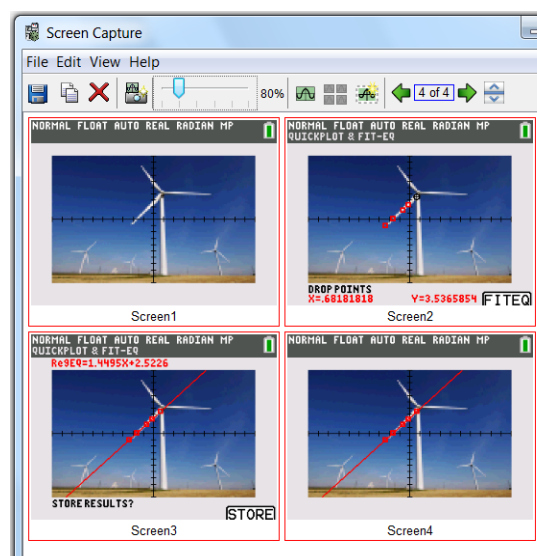 Screen Capture
File Edit View Help
80%
4 of 4
NORMAL FLOAT AUTO REAL RADIAN MP
Screen1
NORMAL FLOAT AUTO REAL RADIAN MP
QUICKPLOT & FIT-EQ
DROP POINTS
X=.68181818 Y=3.5365854 FITEQ
Screen2
NORMAL FLOAT AUTO REAL RADIAN MP
QUICKPLOT & FIT-EQ
RegEQ=1.4495X+2.5226
STORE RESULTS?
STORE
Screen3
NORMAL FLOAT AUTO REAL RADIAN MP
Screen4